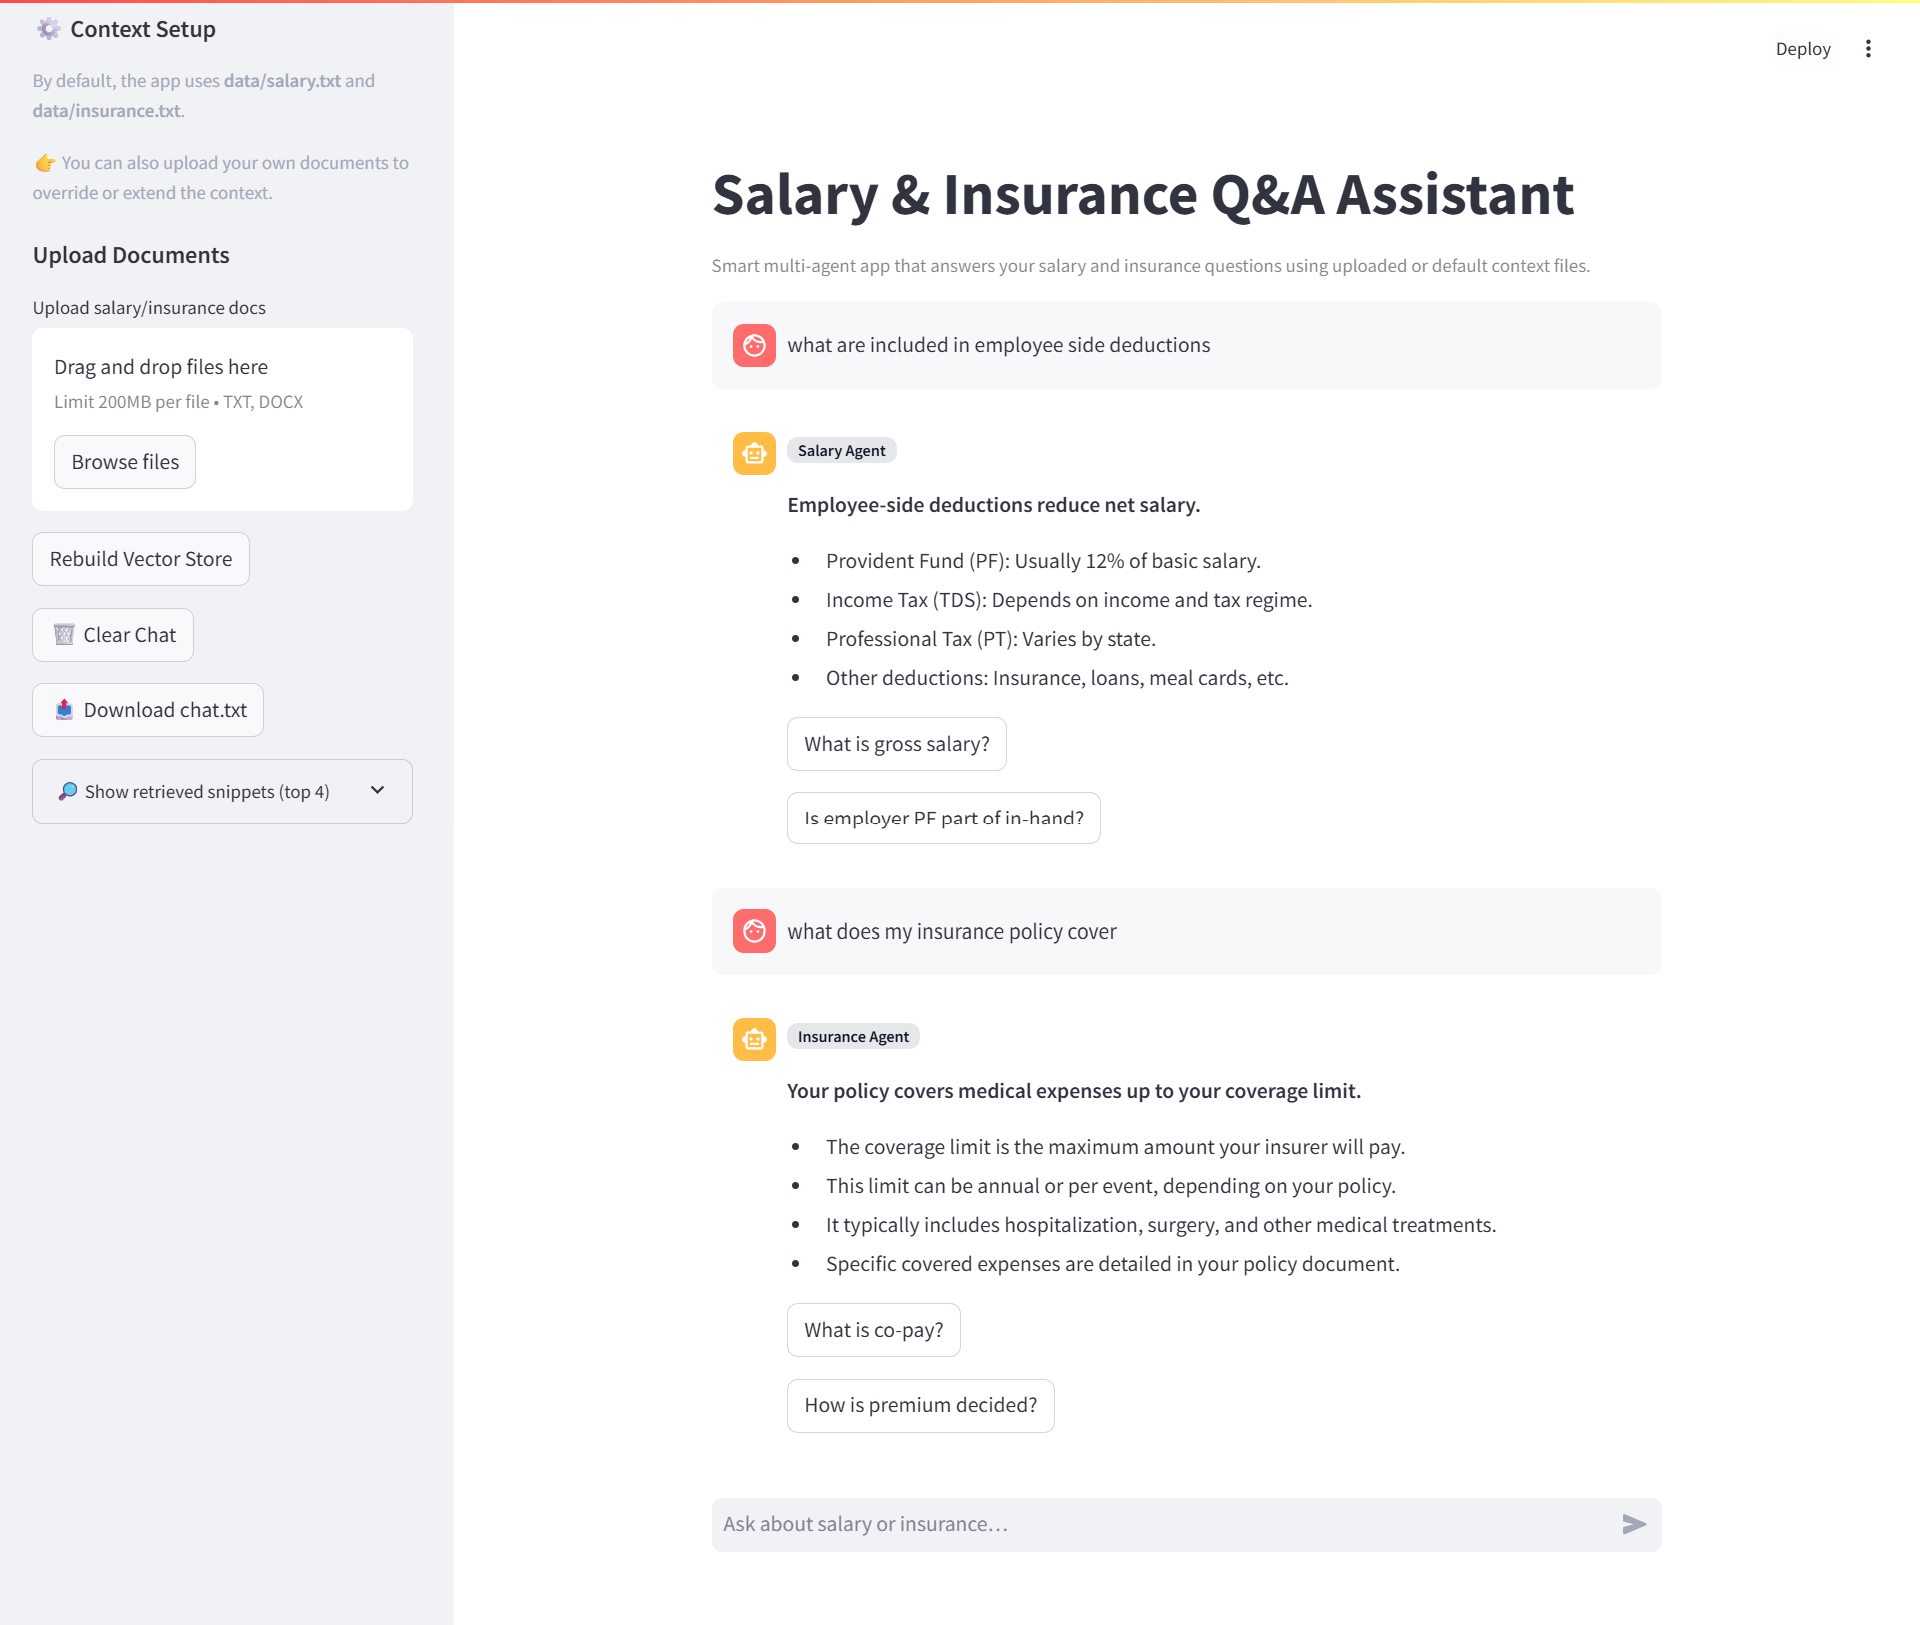 Context Setup
By default, the app uses data/salary.txt and
data/insurance.txt.
👉 You can also upload your own documents to
override or extend the context.
Upload Documents
Upload salary/insurance docs
Drag and drop files here
Limit 200MB per file • TXT, DOCX
Browse files
Rebuild Vector Store
Clear Chat
Download chat.txt
Show retrieved snippets (top 4)
Deploy
Salary & Insurance Q&A Assistant
Smart multi-agent app that answers your salary and insurance questions using uploaded or default context files.
what are included in employee side deductions
Salary Agent
Employee-side deductions reduce net salary.
• Provident Fund (PF): Usually 12% of basic salary.
• Income Tax (TDS): Depends on income and tax regime.
• Professional Tax (PT): Varies by state.
• Other deductions: Insurance, loans, meal cards, etc.
What is gross salary?
Is employer PF part of in-hand?
what does my insurance policy cover
Insurance Agent
Your policy covers medical expenses up to your coverage limit.
• The coverage limit is the maximum amount your insurer will pay.
• This limit can be annual or per event, depending on your policy.
• It typically includes hospitalization, surgery, and other medical treatments.
• Specific covered expenses are detailed in your policy document.
What is co-pay?
How is premium decided?
Ask about salary or insurance…